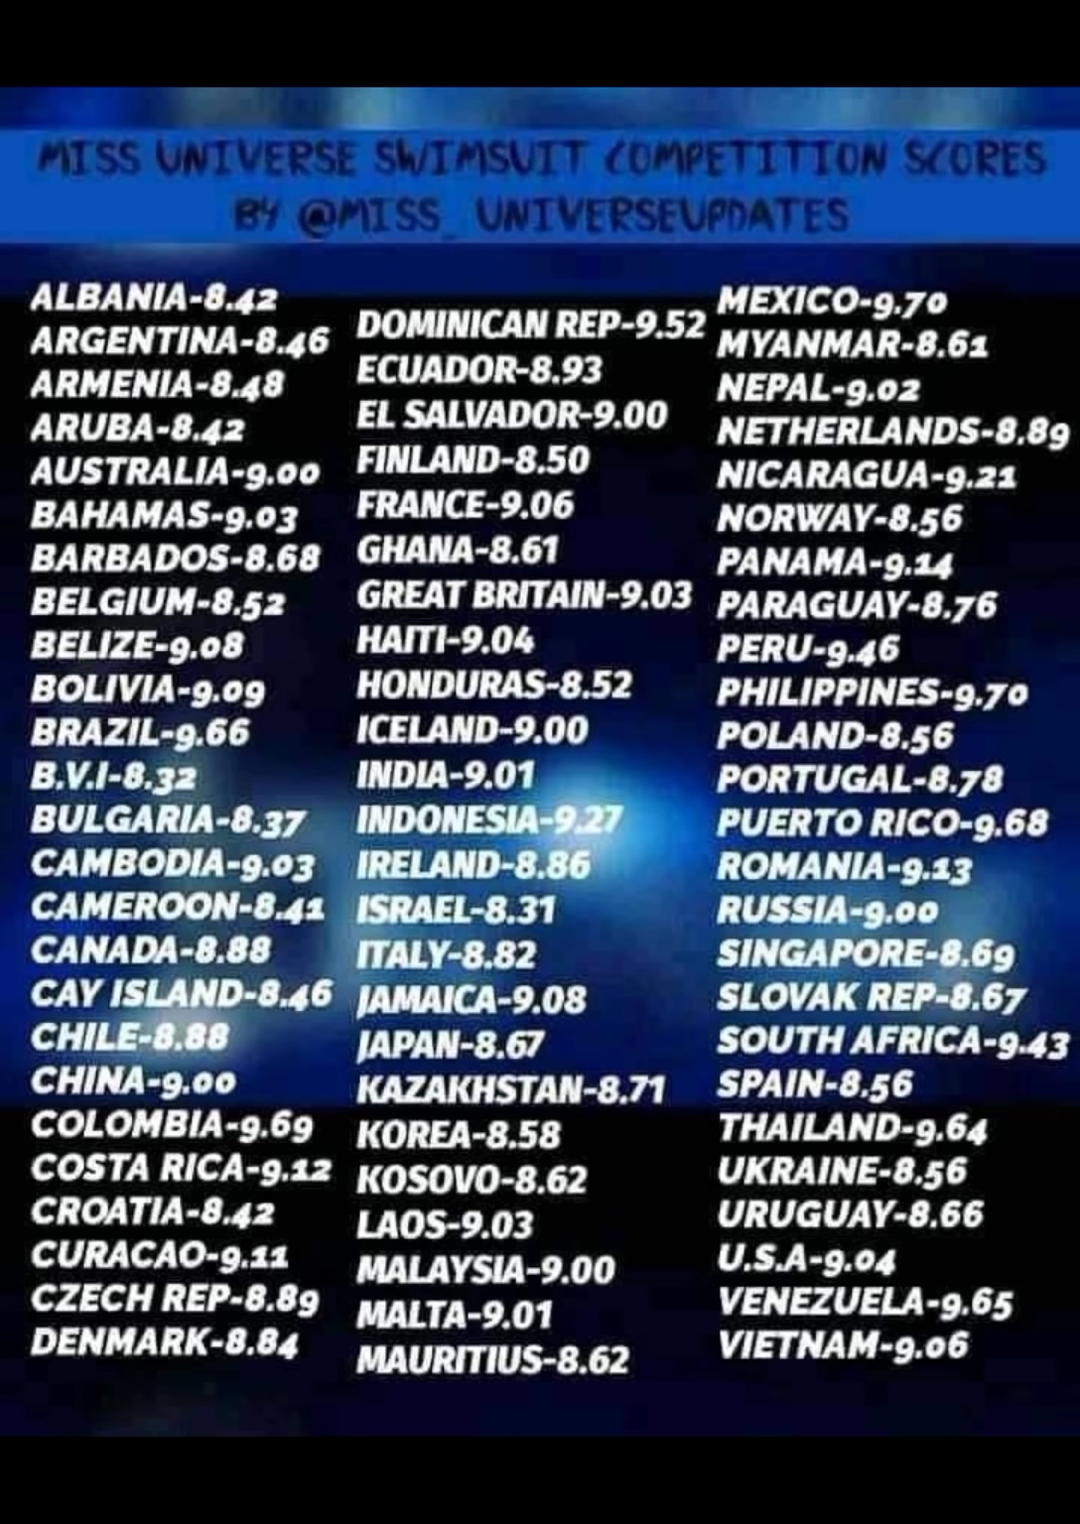 MISS UNIVERSE SWIMSUIT COMPETITION SCORES
BY @MISS_ UNIVERSEUPDATES
ALBANIA-8.42
ARGENTINA-8.46
ARMENIA-8.48
ARUBA-8.42
AUSTRALIA-9.00
BAHAMAS-9.03
BARBADOS-8.68
BELGIUM-8.52
BELIZE-9.08
BOLIVIA-9.09
BRAZIL-9.66
B.V.I-8.32
BULGARIA-8.37
CAMBODIA-9.03
CAMEROON-8.41
CANADA-8.88
CAY ISLAND-8.46
CHILE-8.88
CHINA-9.00
COLOMBIA-9.69
COSTA RICA-9.12
CROATIA-8.42
CURACAO-9.11
CZECH REP-8.89
DENMARK-8.84
DOMINICAN REP-9.52
ECUADOR-8.93
EL SALVADOR-9.00
FINLAND-8.50
FRANCE-9.06
GHANA-8.61
GREAT BRITAIN-9.03
HAITI-9.04
HONDURAS-8.52
ICELAND-9.00
INDIA-9.01
INDONESIA-9.27
IRELAND-8.86
ISRAEL-8.31
ITALY-8.82
JAMAICA-9.08
JAPAN-8.67
KAZAKHSTAN-8.71
KOREA-8.58
KOSOVO-8.62
LAOS-9.03
MALAYSIA-9.00
MALTA-9.01
MAURITIUS-8.62
MEXICO-9.70
MYANMAR-8.61
NEPAL-9.02
NETHERLANDS-8.89
NICARAGUA-9.21
NORWAY-8.56
PANAMA-9.14
PARAGUAY-8.76
PERU-9.46
PHILIPPINES-9.70
POLAND-8.56
PORTUGAL-8.78
PUERTO RICO-9.68
ROMANIA-9.13
RUSSIA-9.00
SINGAPORE-8.69
SLOVAK REP-8.67
SOUTH AFRICA-9.43
SPAIN-8.56
THAILAND-9.64
UKRAINE-8.56
URUGUAY-8.66
U.S.A-9.04
VENEZUELA-9.65
VIETNAM-9.06